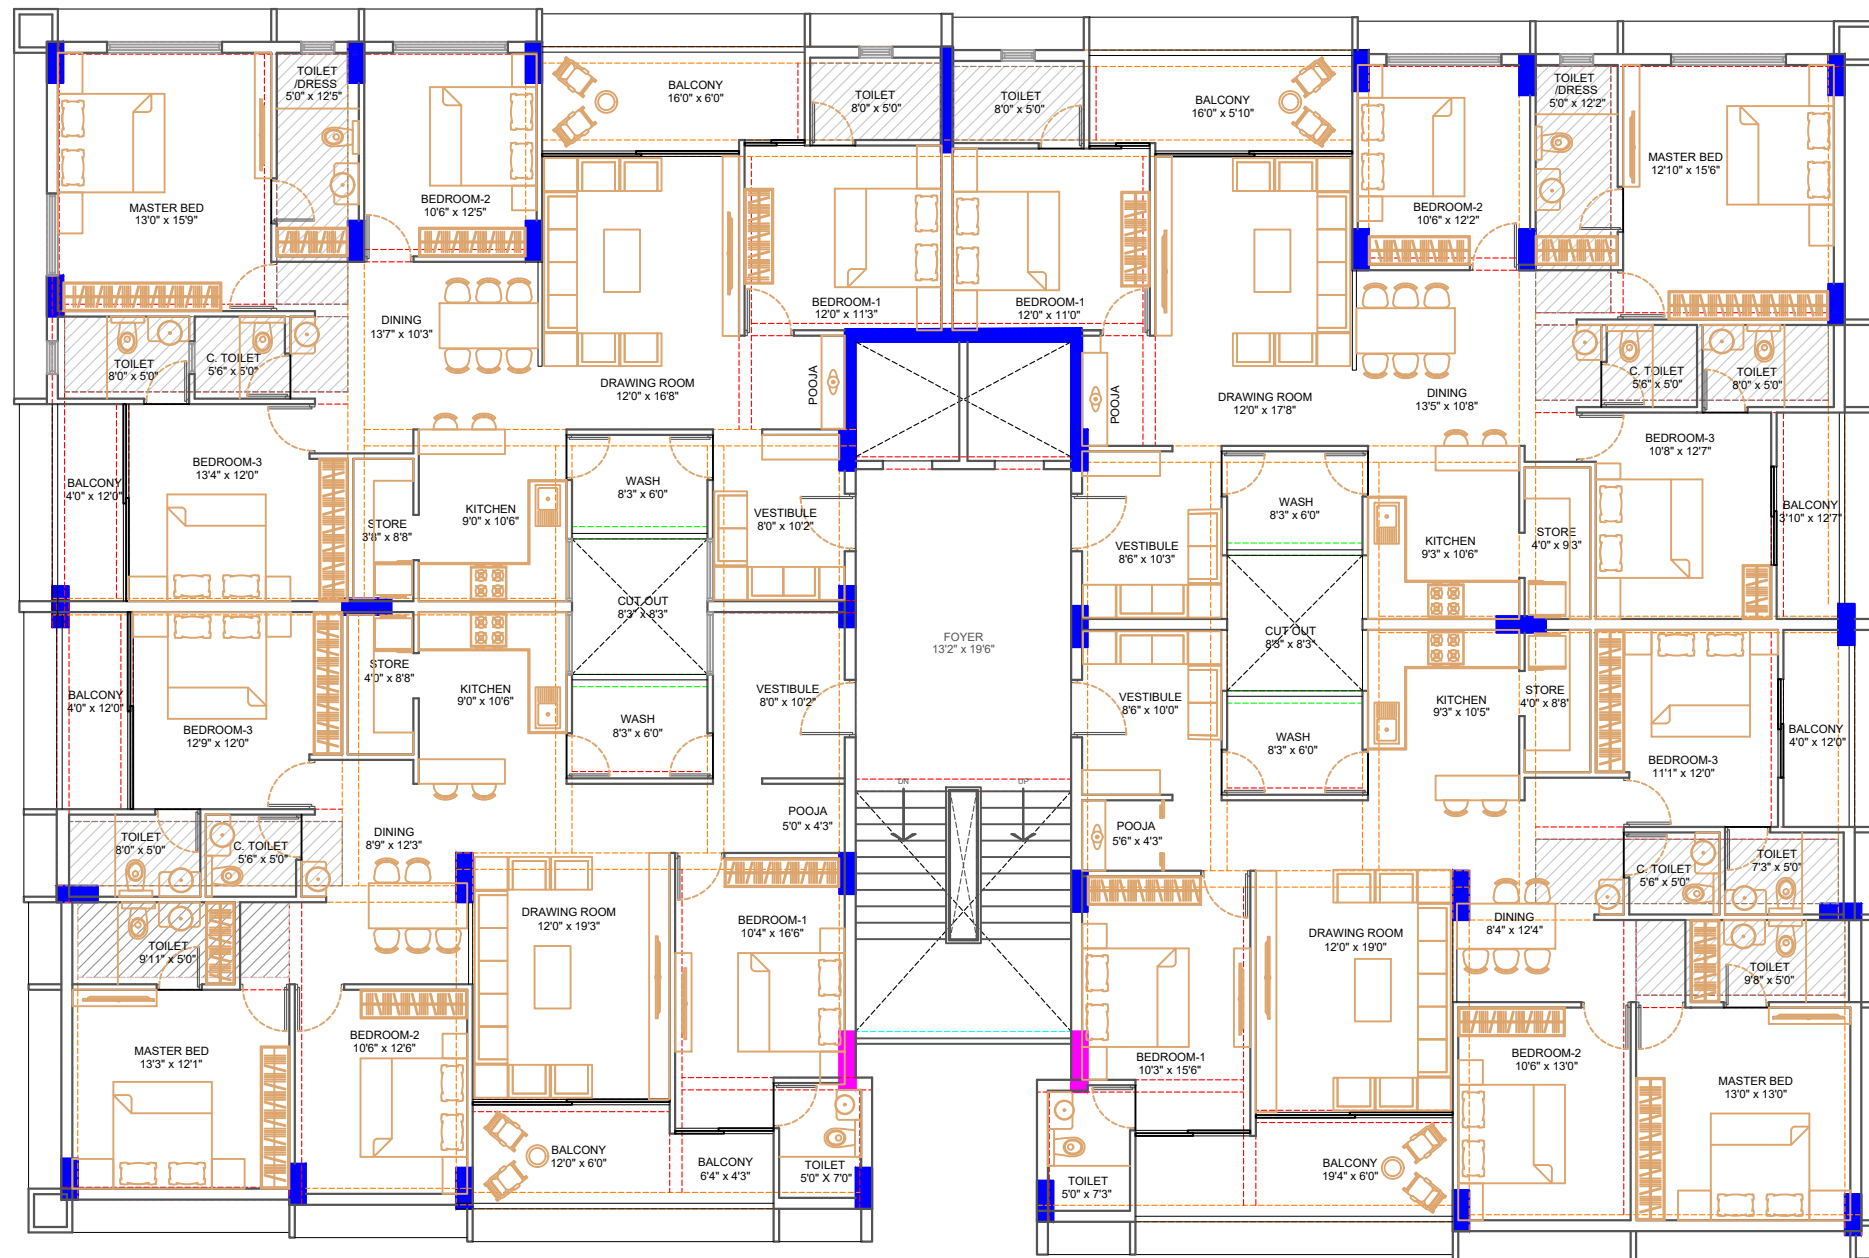 TOILET
/DRESS
5'0" x 12'5"
MASTER BED
13'0" x 15'9"
BEDROOM-2
10'6" x 12'5"
BALCONY
16'0" x 6'0"
TOILET
8'0" x 5'0"
TOILET
8'0" x 5'0"
BALCONY
16'0" x 5'10"
TOILET
/DRESS
5'0" x 12'2"
MASTER BED
12'10" x 15'6"
BEDROOM-2
10'6" x 12'2"
BEDROOM-1
12'0" x 11'3"
BEDROOM-1
12'0" x 11'0"
DINING
13'7" x 10'3"
TOILET
8'0" x 5'0"
C. TOILET
5'6" x 5'0"
DRAWING ROOM
12'0" x 16'8"
POOJA
POOJA
DRAWING ROOM
12'0" x 17'8"
DINING
13'5" x 10'8"
C. TOILET
5'6" x 5'0"
TOILET
8'0" x 5'0"
BEDROOM-3
13'4" x 12'0"
BALCONY
4'0" x 12'0"
STORE
3'8" x 8'8"
KITCHEN
9'0" x 10'6"
WASH
8'3" x 6'0"
VESTIBULE
8'0" x 10'2"
VESTIBULE
8'6" x 10'3"
WASH
8'3" x 6'0"
KITCHEN
9'3" x 10'6"
STORE
4'0" x 9'3"
BEDROOM-3
10'8" x 12'7"
BALCONY
3'10" x 12'7"
CUT OUT
8'3" x 8'3"
FOYER
13'2" x 19'6"
CUT OUT
8'3" x 8'3"
BALCONY
4'0" x 12'0"
BEDROOM-3
12'9" x 12'0"
STORE
4'0" x 8'8"
KITCHEN
9'0" x 10'6"
WASH
8'3" x 6'0"
VESTIBULE
8'0" x 10'2"
VESTIBULE
8'6" x 10'0"
WASH
8'3" x 6'0"
KITCHEN
9'3" x 10'5"
STORE
4'0" x 8'8"
BEDROOM-3
11'1" x 12'0"
BALCONY
4'0" x 12'0"
DN
UP
TOILET
8'0" x 5'0"
C. TOILET
5'6" x 5'0"
DINING
8'9" x 12'3"
POOJA
5'0" x 4'3"
POOJA
5'6" x 4'3"
C. TOILET
5'6" x 5'0"
TOILET
7'3" x 5'0"
TOILET
9'11" x 5'0"
DRAWING ROOM
12'0" x 19'3"
BEDROOM-1
10'4" x 16'6"
DRAWING ROOM
12'0" x 19'0"
DINING
8'4" x 12'4"
TOILET
9'8" x 5'0"
MASTER BED
13'3" x 12'1"
BEDROOM-2
10'6" x 12'6"
BEDROOM-1
10'3" x 15'6"
BEDROOM-2
10'6" x 13'0"
MASTER BED
13'0" x 13'0"
BALCONY
12'0" x 6'0"
BALCONY
6'4" x 4'3"
TOILET
5'0" X 7'0"
TOILET
5'0" x 7'3"
BALCONY
19'4" x 6'0"